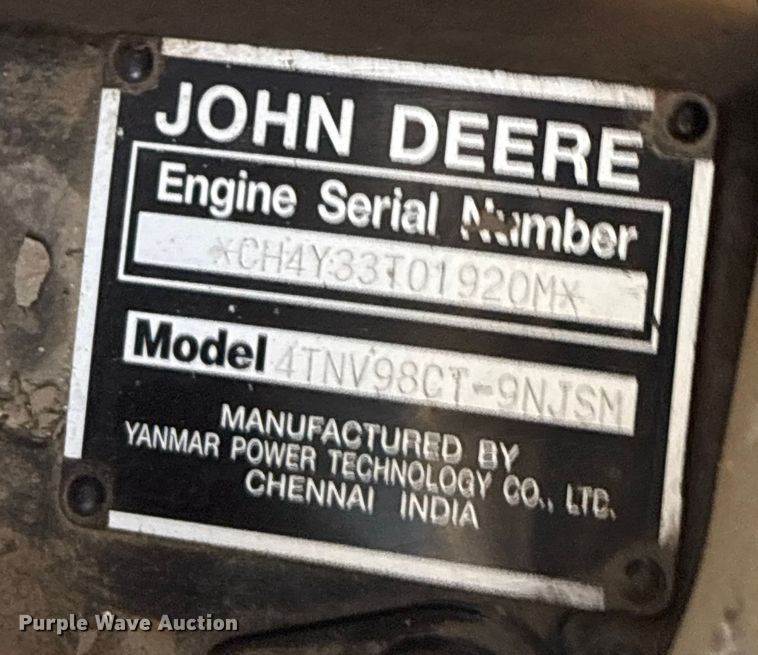 JOHN DEERE
Engine Serial Number
*CH4Y33T01920M*
Model 4TNV98CT-9NJSM
MANUFACTURED BY
YANMAR POWER TECHNOLOGY CO., LTD.
CHENNAI INDIA
Purple Wave Auction